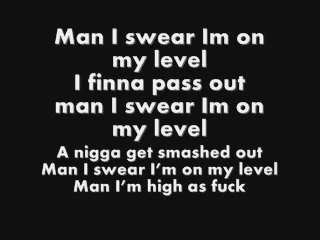 Man I swear Im on
my level
I finna pass out
man I swear Im on
my level
A nigga get smashed out
Man I swear I'm on my level
Man I'm high as fuck